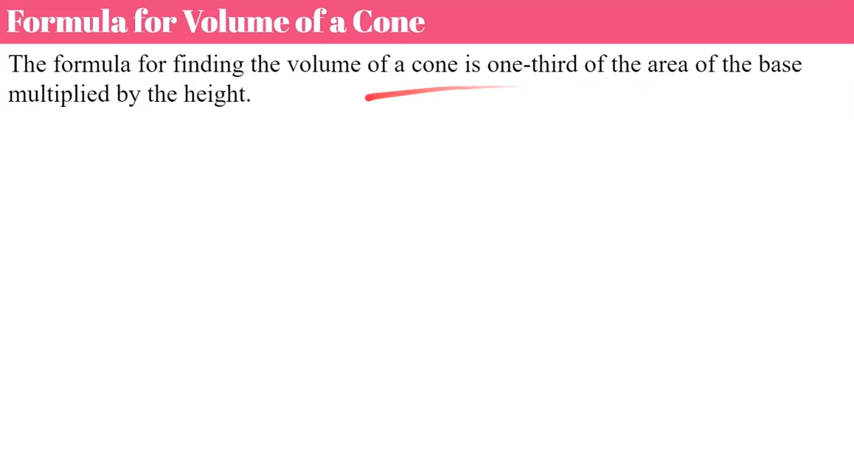 Formula for Volume of a Cone
The formula for finding the volume of a cone is one-third of the area of the base
multiplied by the height.